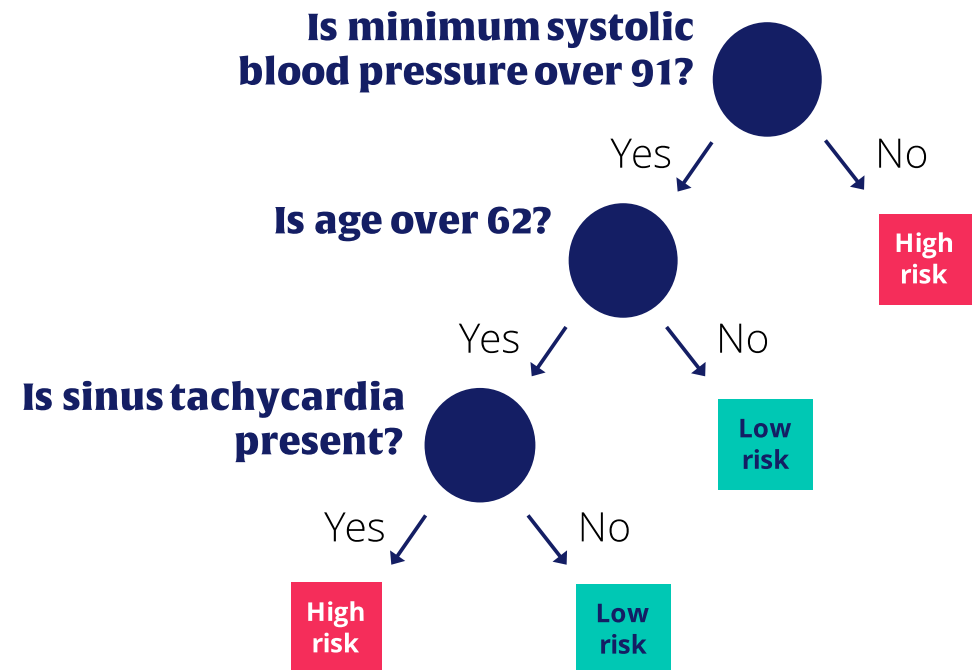 Is minimum systolic
blood pressure over 91?
Yes
No
Is age over 62?
High
risk
Yes
No
Is sinus tachycardia
present?
Low
risk
Yes
No
High
risk
Low
risk